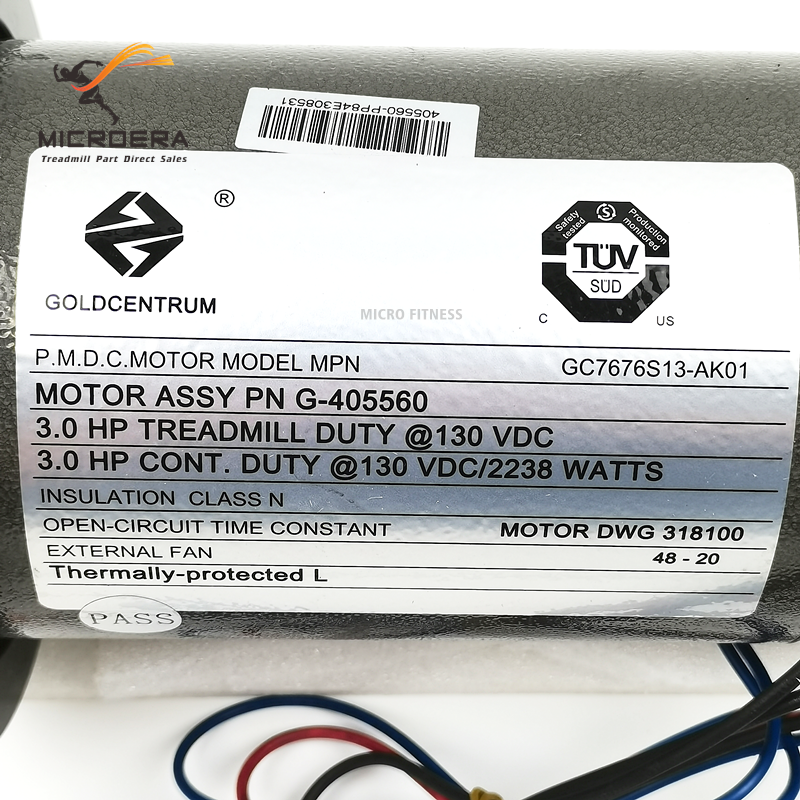 MICROERA
Treadmill Part Direct Sales
405560-PP84E308531
®
GOLDCENTRUM
Safety tested
Production monitored
TÜV
SÜD
C US
MICRO FITNESS
P.M.D.C.MOTOR MODEL MPN GC7676S13-AK01
MOTOR ASSY PN G-405560
3.0 HP TREADMILL DUTY @130 VDC
3.0 HP CONT. DUTY @130 VDC/2238 WATTS
INSULATION CLASS N
OPEN-CIRCUIT TIME CONSTANT MOTOR DWG 318100
EXTERNAL FAN 48 - 20
Thermally-protected L
PASS